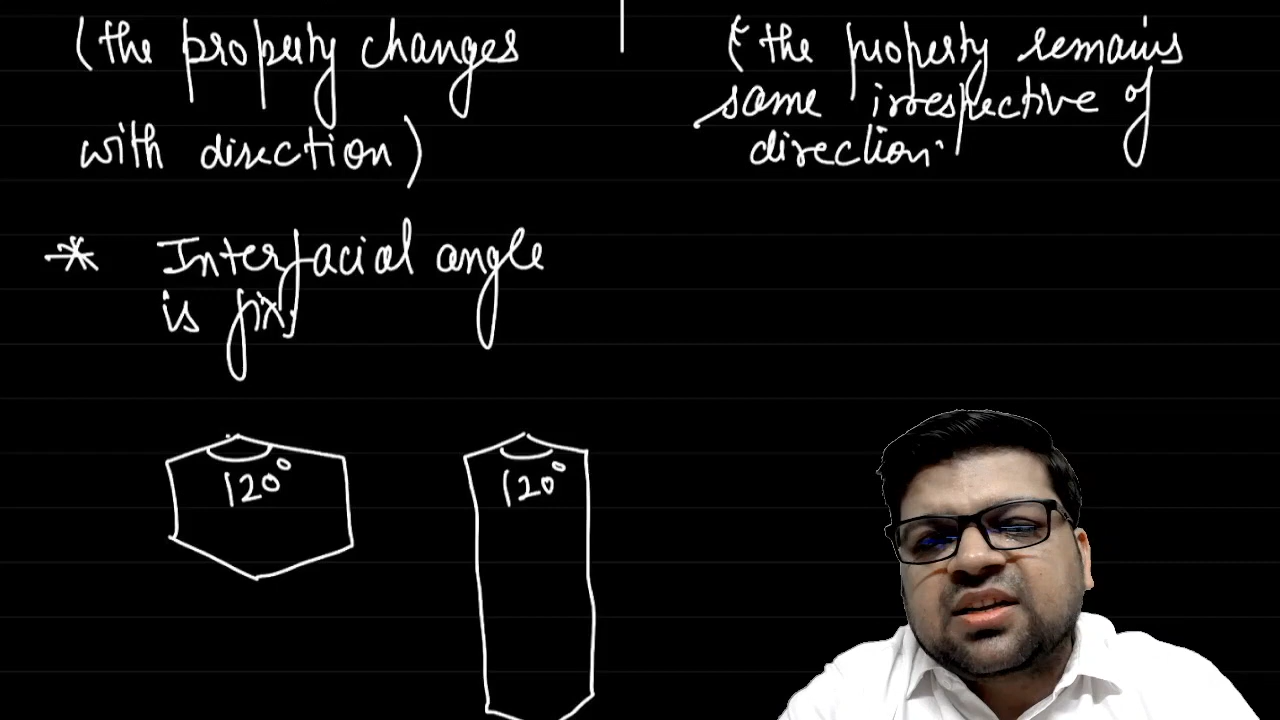 (the property changes
with direction)
(the property remains
same irrespective of
direction.
* Interfacial angle
is fix.
120°
120°